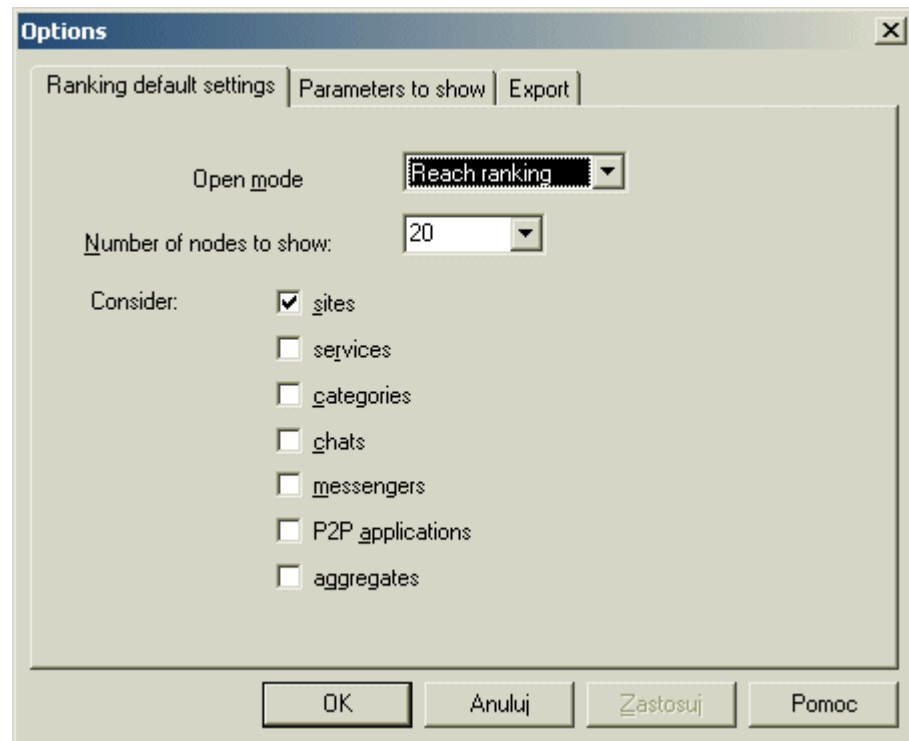 Options
Ranking default settings Parameters to show Export
Open mode Reach ranking
Number of nodes to show: 20
Consider: sites
services
categories
chats
messengers
P2P applications
aggregates
OK Anuluj Zastosuj Pomoc